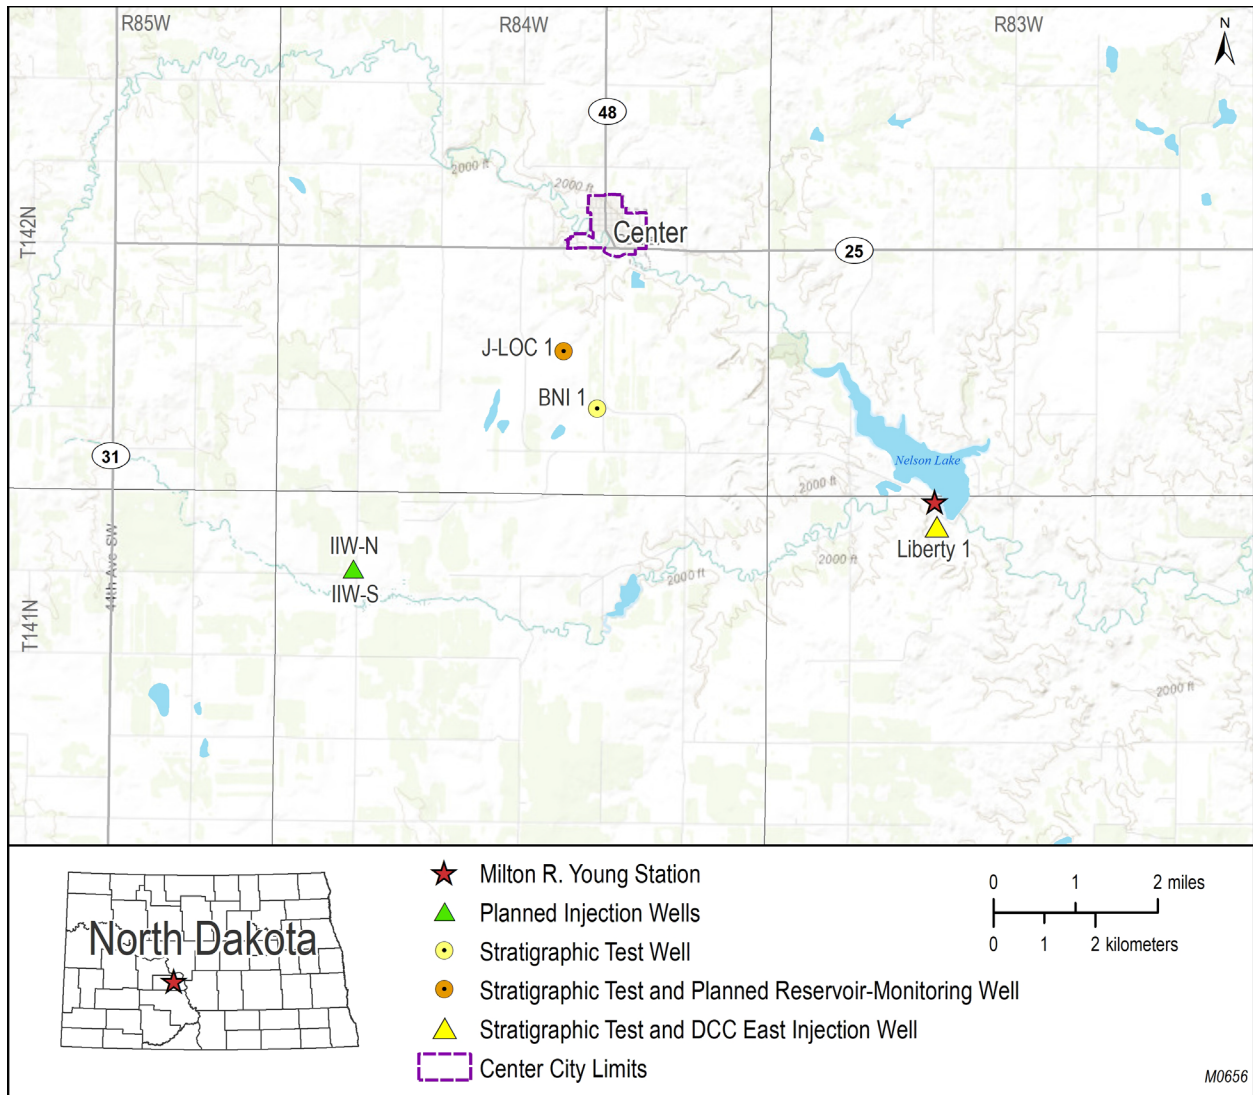 R85W
R84W
R83W
N
48
2000 ft
2000 ft
T142N
Center
25
J-LOC 1
BNI 1
31
Nelson Lake
2000 ft
44th Ave SW
IIW-N
Liberty 1
2000 ft
2000 ft
IIW-S
T141N
2000 ft
North Dakota
Milton R. Young Station
Planned Injection Wells
Stratigraphic Test Well
Stratigraphic Test and Planned Reservoir-Monitoring Well
Stratigraphic Test and DCC East Injection Well
Center City Limits
0 1 2 miles
0 1 2 kilometers
M0656